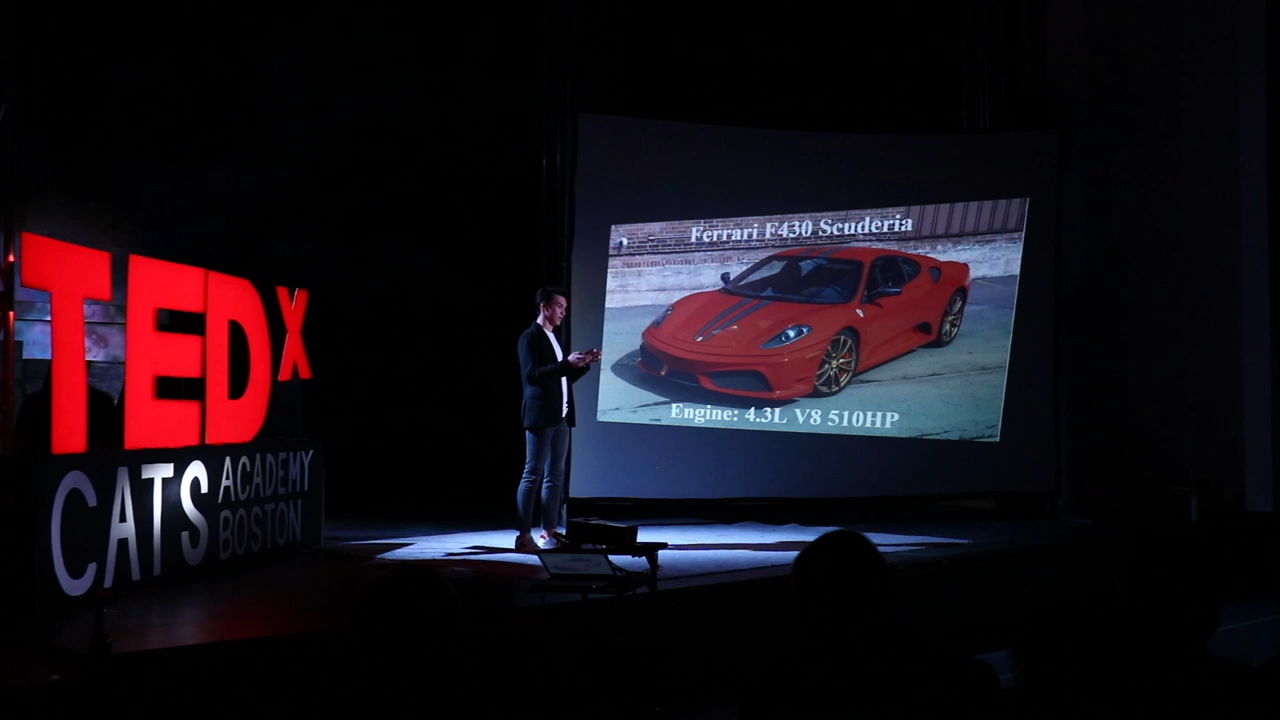 TEDx
CATS
ACADEMY
BOSTON
Ferrari F430 Scuderia
Engine: 4.3L V8 510HP